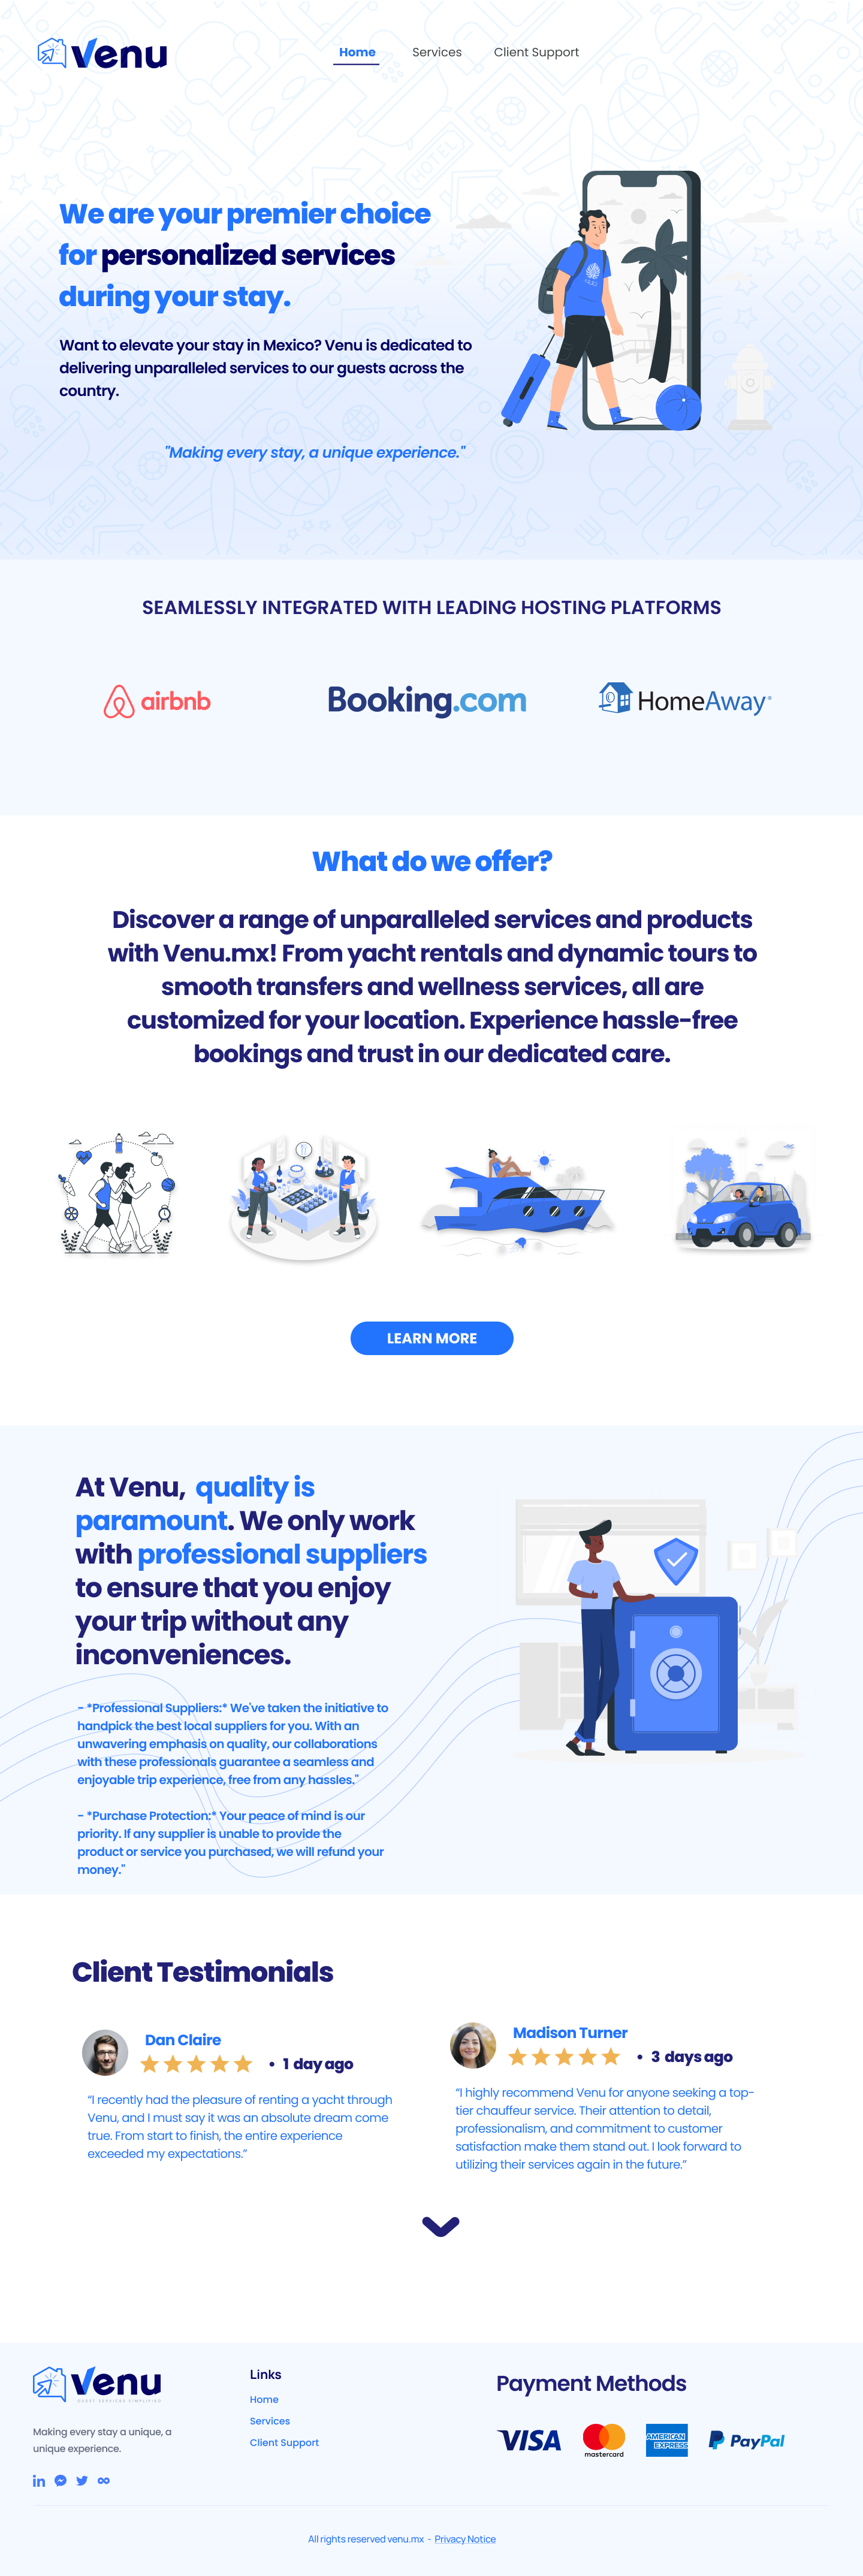 Venu
Home Services Client Support
We are your premier choice
for personalized services
during your stay.
Want to elevate your stay in Mexico? Venu is dedicated to
delivering unparalleled services to our guests across the
country.
"Making every stay, a unique experience."
HOTEL
HOTEL
SEAMLESSLY INTEGRATED WITH LEADING HOSTING PLATFORMS
airbnb
Booking.com
HomeAway®
What do we offer?
Discover a range of unparalleled services and products
with Venu.mx! From yacht rentals and dynamic tours to
smooth transfers and wellness services, all are
customized for your location. Experience hassle-free
bookings and trust in our dedicated care.
LEARN MORE
At Venu, quality is
paramount. We only work
with professional suppliers
to ensure that you enjoy
your trip without any
inconveniences.
- *Professional Suppliers:* We've taken the initiative to
handpick the best local suppliers for you. With an
unwavering emphasis on quality, our collaborations
with these professionals guarantee a seamless and
enjoyable trip experience, free from any hassles."
- *Purchase Protection:* Your peace of mind is our
priority. If any supplier is unable to provide the
product or service you purchased, we will refund your
money."
Client Testimonials
Dan Claire
• 1 day ago
“I recently had the pleasure of renting a yacht through
Venu, and I must say it was an absolute dream come
true. From start to finish, the entire experience
exceeded my expectations.”
Madison Turner
• 3 days ago
“I highly recommend Venu for anyone seeking a top-
tier chauffeur service. Their attention to detail,
professionalism, and commitment to customer
satisfaction make them stand out. I look forward to
utilizing their services again in the future.”
Venu
GUEST SERVICES SIMPLIFIED
Making every stay a unique, a
unique experience.
Links
Home
Services
Client Support
Payment Methods
VISA
mastercard
AMERICAN
EXPRESS
PayPal
All rights reserved venu.mx - Privacy Notice